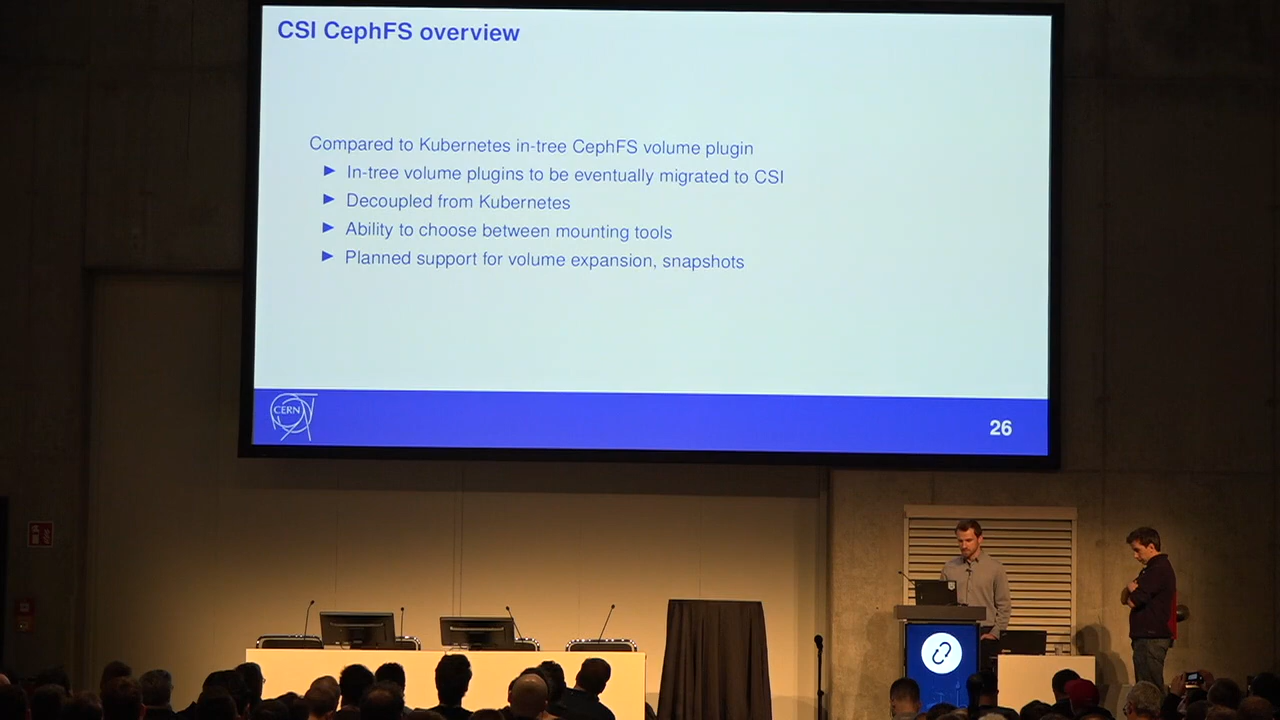 CSI CephFS overview
Compared to Kubernetes in-tree CephFS volume plugin
In-tree volume plugins to be eventually migrated to CSI
Decoupled from Kubernetes
Ability to choose between mounting tools
Planned support for volume expansion, snapshots
CERN
26